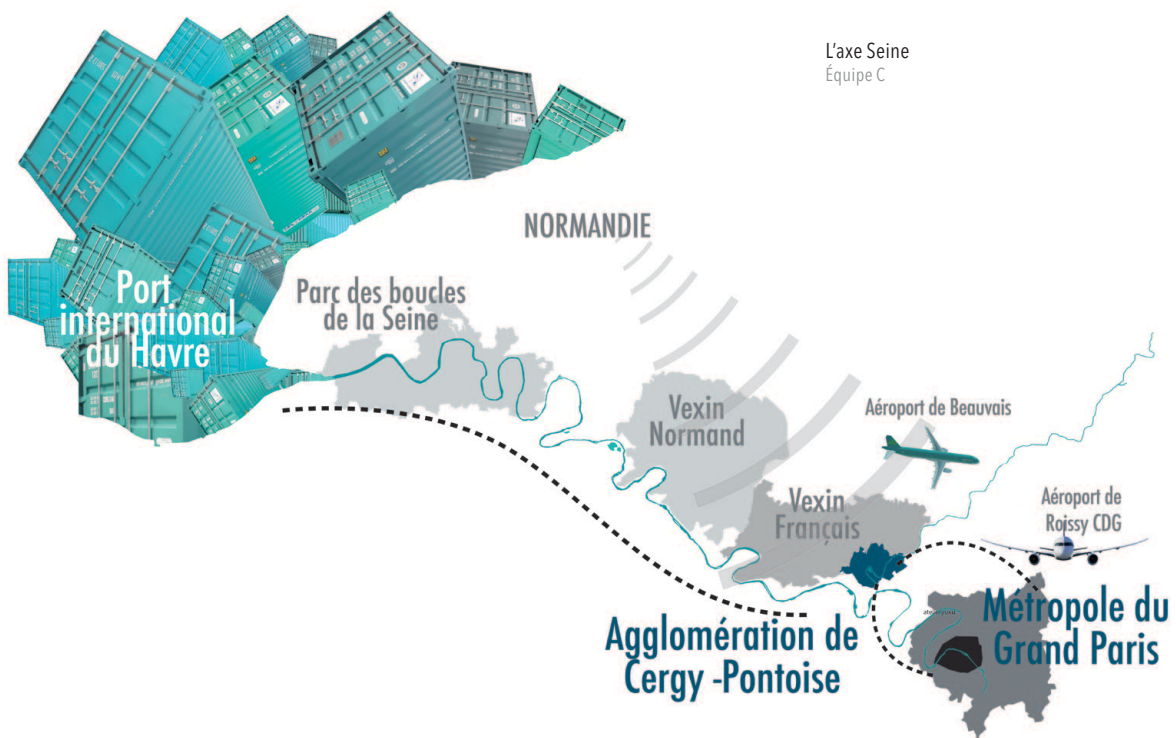 L'axe Seine
Équipe C
NORMANDIE
Port
international
du Havre
Parc des boucles
de la Seine
Vexin
Normand
Aéroport de Beauvais
Vexin
Français
Aéroport de
Roissy CDG
Agglomération de
Cergy -Pontoise
Métropole du
Grand Paris